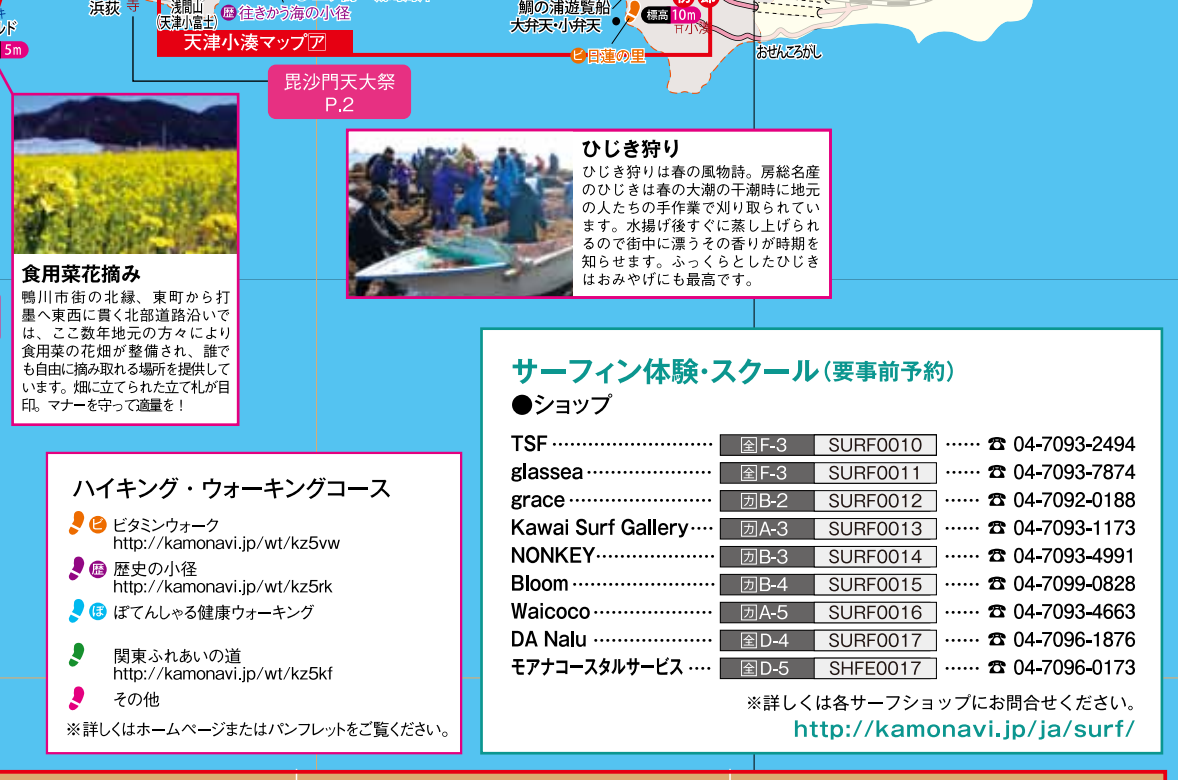 浜荻
寺
浅間山
(天津小富士)
歴 往きかう海の小径
天津小湊マップア
鯛の浦遊覧船
大弁天・小弁天
標高 10m
小湊
ピ 日蓮の里
おせんころがし
ルド
5m
毘沙門天大祭
P.2
ひじき狩り
ひじき狩りは春の風物詩。房総名産
のひじきは春の大潮の干潮時に地元
の人たちの手作業で刈り取られてい
ます。水揚げ後すぐに蒸し上げられ
るので街中に漂うその香りが時期を
知らせます。ふっくらとしたひじき
はおみやげにも最高です。
食用菜花摘み
鴨川市街の北縁、東町から打
墨へ東西に貫く北部道路沿いで
は、ここ数年地元の方々により
食用菜の花畑が整備され、誰で
も自由に摘み取れる場所を提供して
います。畑に立てられた立て札が目
印。マナーを守って適量を！
ハイキング・ウォーキングコース
ピ ビタミンウォーク
http://kamonavi.jp/wt/kz5vw
歴 歴史の小径
http://kamonavi.jp/wt/kz5rk
ぽ ぽてんしゃる健康ウォーキング
関東ふれあいの道
http://kamonavi.jp/wt/kz5kf
その他
※詳しくはホームページまたはパンフレットをご覧ください。
サーフィン体験・スクール（要事前予約）
●ショップ
TSF ………… 全F-3 SURF0010 …… ☎ 04-7093-2494
glassea ………… 全F-3 SURF0011 …… ☎ 04-7093-7874
grace ………… カB-2 SURF0012 …… ☎ 04-7092-0188
Kawai Surf Gallery …. カA-3 SURF0013 …… ☎ 04-7093-1173
NONKEY ………… カB-3 SURF0014 …… ☎ 04-7093-4991
Bloom ………… カB-4 SURF0015 …… ☎ 04-7099-0828
Waicoco ………… カA-5 SURF0016 …… ☎ 04-7093-4663
DA Nalu ………… 全D-4 SURF0017 …… ☎ 04-7096-1876
モアナコースタルサービス …. 全D-5 SHFE0017 …… ☎ 04-7096-0173
※詳しくは各サーフショップにお問合せください。
http://kamonavi.jp/ja/surf/